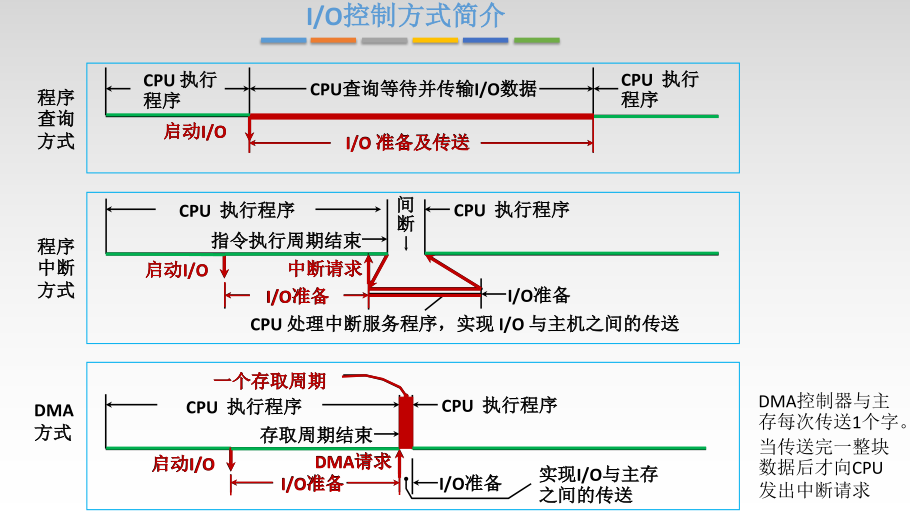 I/O控制方式简介
程序
查询
方式
CPU 执行
程序
CPU查询等待并传输I/O数据
CPU 执行
程序
启动I/O
I/O 准备及传送
程序
中断
方式
CPU 执行程序
间
断
CPU 执行程序
指令执行周期结束
启动I/O
中断请求
I/O准备
I/O准备
CPU 处理中断服务程序，实现 I/O 与主机之间的传送
DMA
方式
一个存取周期
CPU 执行程序
CPU 执行程序
存取周期结束
启动I/O
DMA请求
I/O准备
I/O准备
实现I/O与主存
之间的传送
DMA控制器与主
存每次传送1个字。
当传送完一整块
数据后才向CPU
发出中断请求